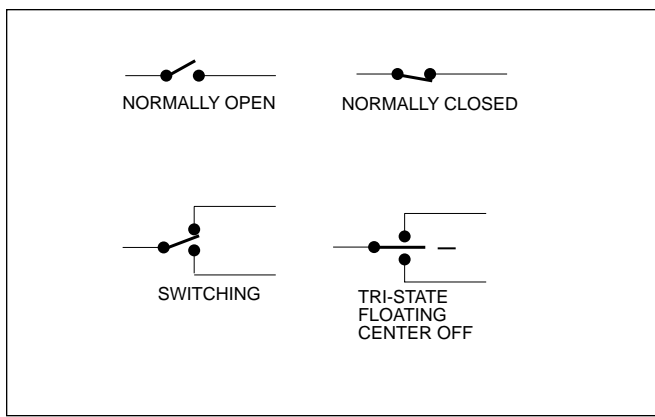 NORMALLY OPEN
NORMALLY CLOSED
SWITCHING
TRI-STATE
FLOATING
CENTER OFF